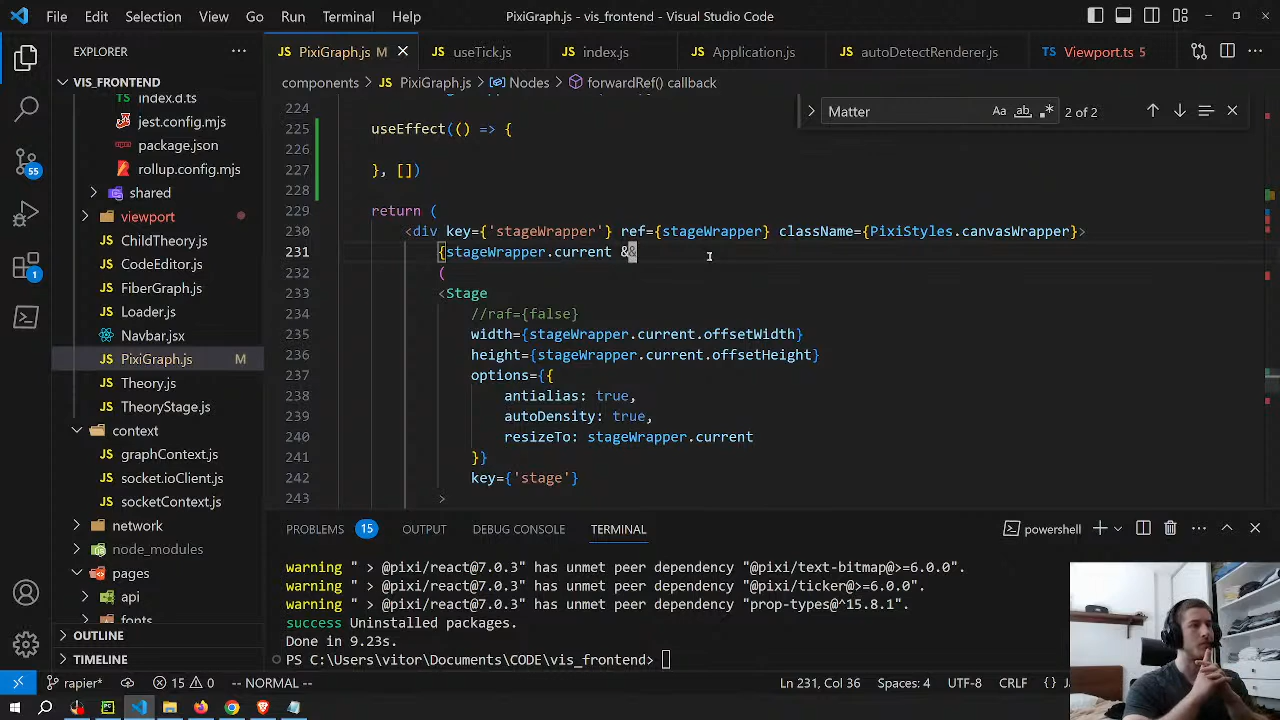 File Edit Selection View Go Run Terminal Help
PixiGraph.js - vis_frontend - Visual Studio Code
EXPLORER
VIS_FRONTEND
index.d.ts
jest.config.mjs
package.json
rollup.config.mjs
shared
viewport
ChildTheory.js
CodeEditor.js
FiberGraph.js
Loader.js
Navbar.jsx
PixiGraph.js M
Theory.js
TheoryStage.js
context
graphContext.js
socket.ioClient.js
socketContext.js
network
node_modules
pages
api
fonts
OUTLINE
TIMELINE
55
1
JS PixiGraph.js M
JS useTick.js
JS index.js
JS Application.js
JS autoDetectRenderer.js
TS Viewport.ts 5
components > JS PixiGraph.js > Nodes > forwardRef() callback
Matter Aa ab .* 2 of 2
224
225 useEffect(() => {
226
227 }, [])
228
229 return (
230 <div key={'stageWrapper'} ref={stageWrapper} className={PixiStyles.canvasWrapper}>
231 {stageWrapper.current &&
232 (
233 <Stage
234 //raf={false}
235 width={stageWrapper.current.offsetWidth}
236 height={stageWrapper.current.offsetHeight}
237 options={{
238 antialias: true,
239 autoDensity: true,
240 resizeTo: stageWrapper.current
241 }}
242 key={'stage'}
243 >
PROBLEMS 15 OUTPUT DEBUG CONSOLE TERMINAL
powershell
warning " > @pixi/react@7.0.3" has unmet peer dependency "@pixi/text-bitmap@>=6.0.0".
warning " > @pixi/react@7.0.3" has unmet peer dependency "@pixi/ticker@>=6.0.0".
warning " > @pixi/react@7.0.3" has unmet peer dependency "prop-types@^15.8.1".
success Uninstalled packages.
Done in 9.23s.
PS C:\Users\vitor\Documents\CODE\vis_frontend>
rapier* 15 0 -- NORMAL -- Ln 231, Col 36 Spaces: 4 UTF-8 CRLF {}